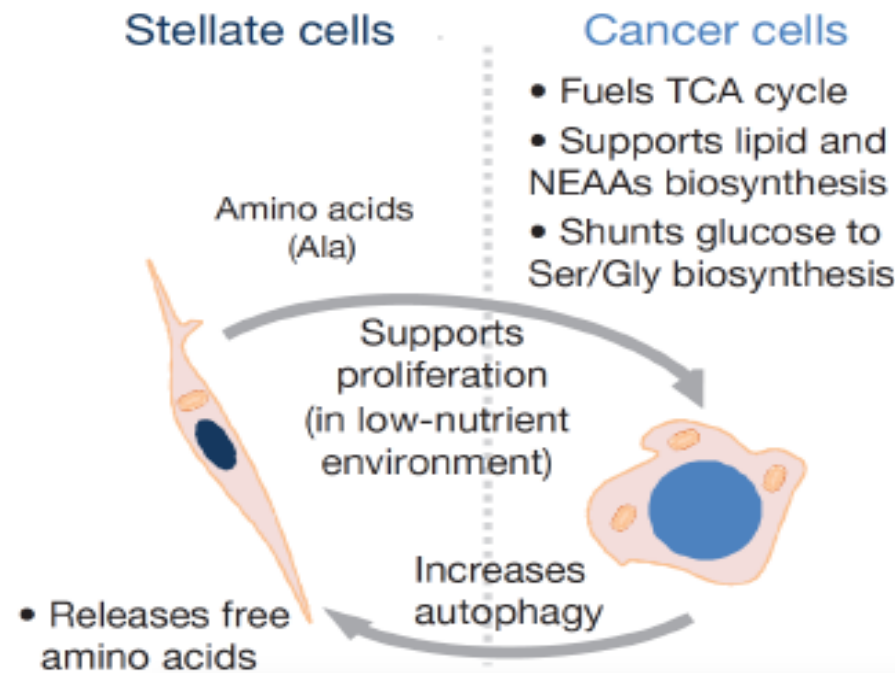 Stellate cells
Cancer cells
• Fuels TCA cycle
• Supports lipid and
NEAAs biosynthesis
• Shunts glucose to
Ser/Gly biosynthesis
Amino acids
(Ala)
Supports
proliferation
(in low-nutrient
environment)
Increases
autophagy
• Releases free
amino acids